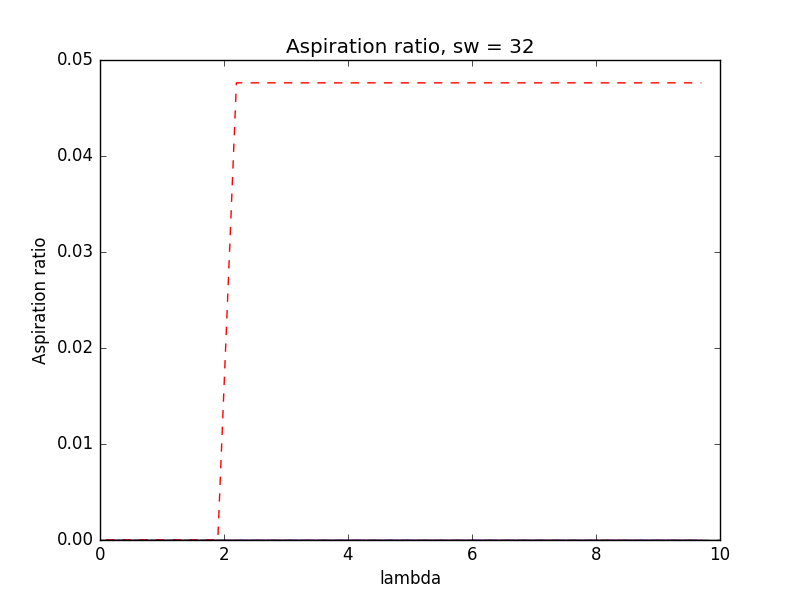 Aspiration ratio, sw = 32
0.05
0.04
0.03
0.02
0.01
0.00
Aspiration ratio
0 2 4 6 8 10
lambda